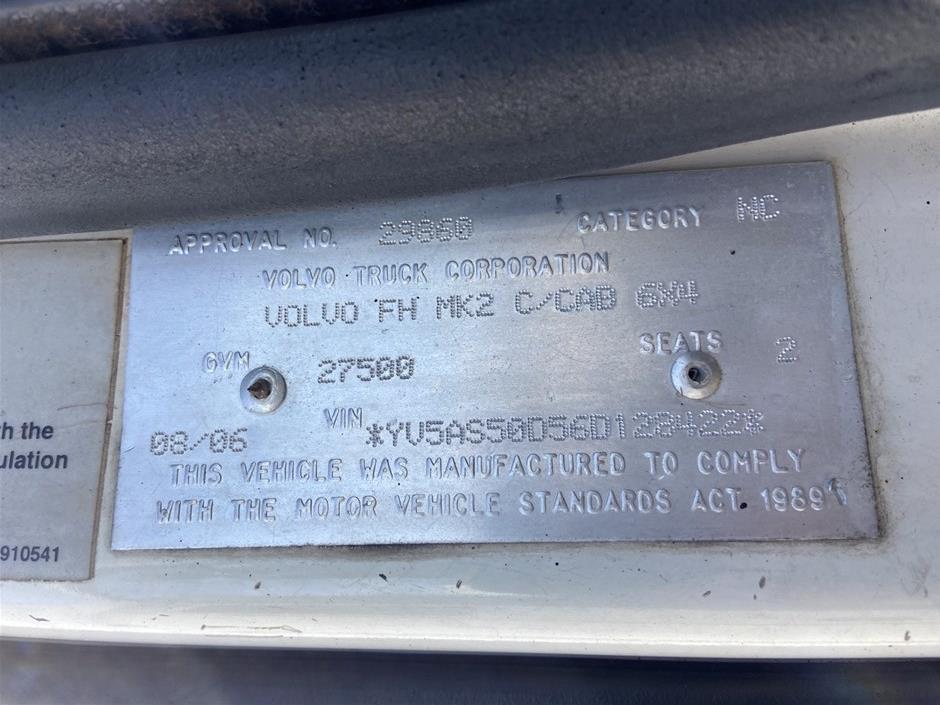 APPROVAL NO. 29860 CATEGORY NC
VOLVO TRUCK CORPORATION
VOLVO FH MK2 C/CAB 6X4
GVM 27500 SEATS 2
08/06 VIN *YV5AS50D56D128422*
THIS VEHICLE WAS MANUFACTURED TO COMPLY
WITH THE MOTOR VEHICLE STANDARDS ACT 1989
h the
ulation
910541